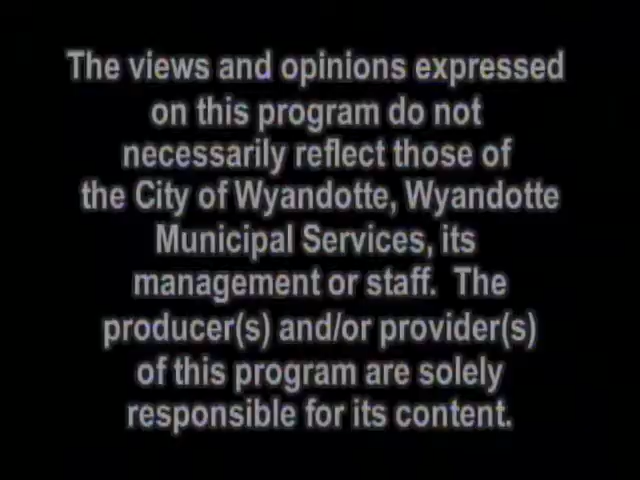 The views and opinions expressed
on this program do not
necessarily reflect those of
the City of Wyandotte, Wyandotte
Municipal Services, its
management or staff.  The
producer(s) and/or provider(s)
of this program are solely
responsible for its content.